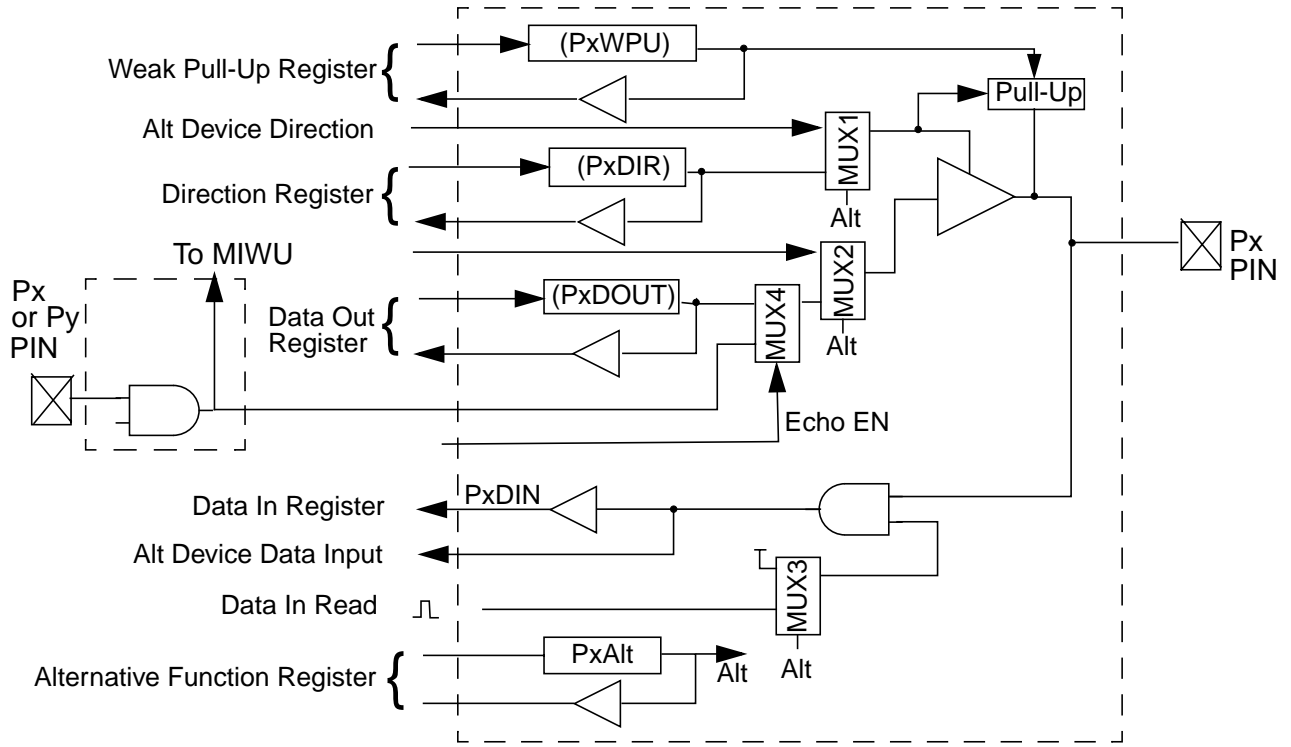 (PxWPU)
Weak Pull-Up Register {
Pull-Up
Alt Device Direction
MUX1
(PxDIR)
Direction Register {
Alt
To MIWU
MUX2
Px
PIN
Px
or Py
PIN
(PxDOUT)
Data Out
Register {
MUX4
Alt
Echo EN
PxDIN
Data In Register
Alt Device Data Input
MUX3
Data In Read
Alt
PxAlt
Alt
Alternative Function Register {